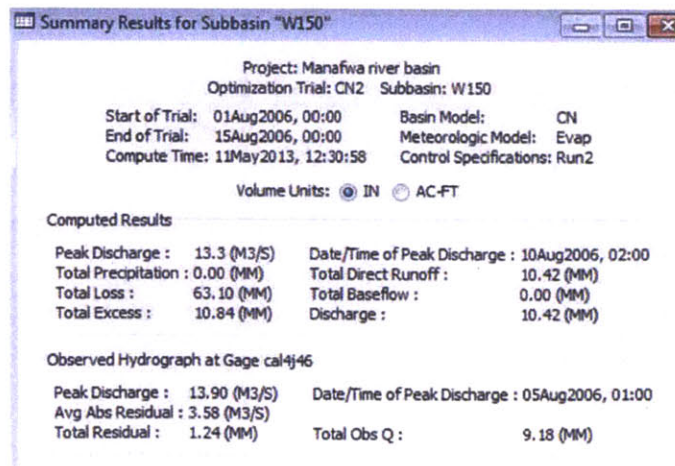 Summary Results for Subbasin "W150"
Project: Manafwa river basin
Optimization Trial: CN2 Subbasin: W150
Start of Trial: 01Aug2006, 00:00 Basin Model: CN
End of Trial: 15Aug2006, 00:00 Meteorologic Model: Evap
Compute Time: 11May2013, 12:30:58 Control Specifications: Run2
Volume Units: IN AC-FT
Computed Results
Peak Discharge : 13.3 (M3/S) Date/Time of Peak Discharge : 10Aug2006, 02:00
Total Precipitation : 0.00 (MM) Total Direct Runoff : 10.42 (MM)
Total Loss : 63.10 (MM) Total Baseflow : 0.00 (MM)
Total Excess : 10.84 (MM) Discharge : 10.42 (MM)
Observed Hydrograph at Gage cal4j46
Peak Discharge : 13.90 (M3/S) Date/Time of Peak Discharge : 05Aug2006, 01:00
Avg Abs Residual : 3.58 (M3/S)
Total Residual : 1.24 (MM) Total Obs Q : 9.18 (MM)